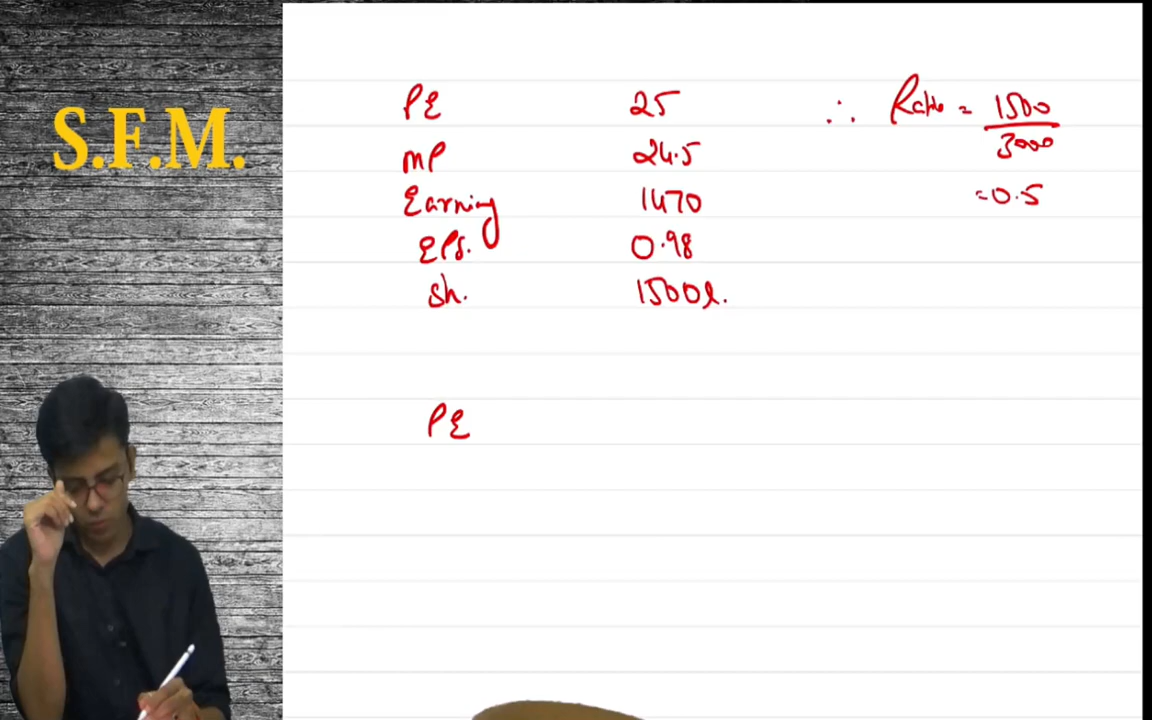 S.F.M.
PE 25
MP 24.5
Earning 1470
EPS. 0.98
Sh. 1500l.
∴ Ratio = 1500/3000
= 0.5
PE